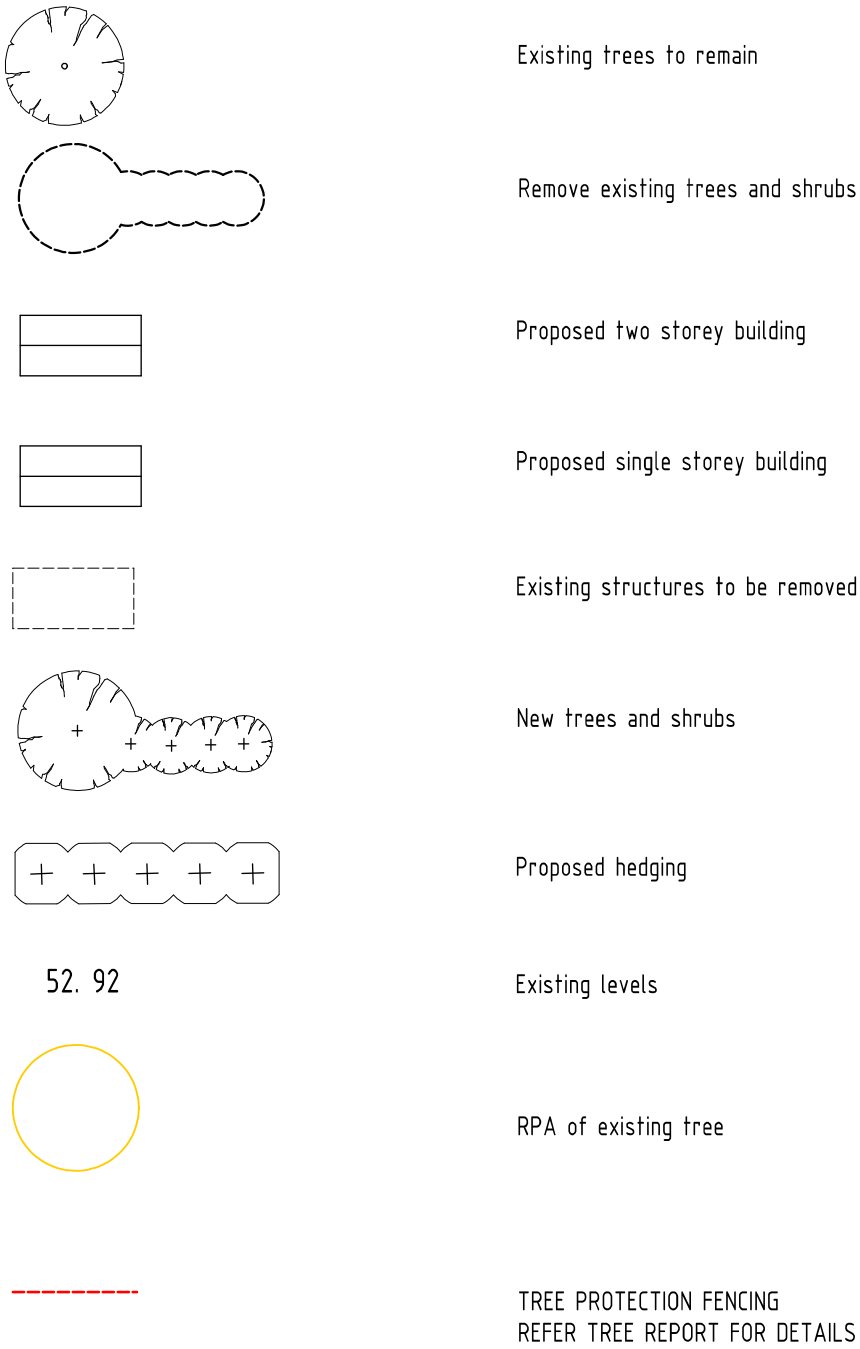 Existing trees to remain
Remove existing trees and shrubs
Proposed two storey building
Proposed single storey building
Existing structures to be removed
New trees and shrubs
Proposed hedging
52. 92
Existing levels
RPA of existing tree
TREE PROTECTION FENCING
REFER TREE REPORT FOR DETAILS